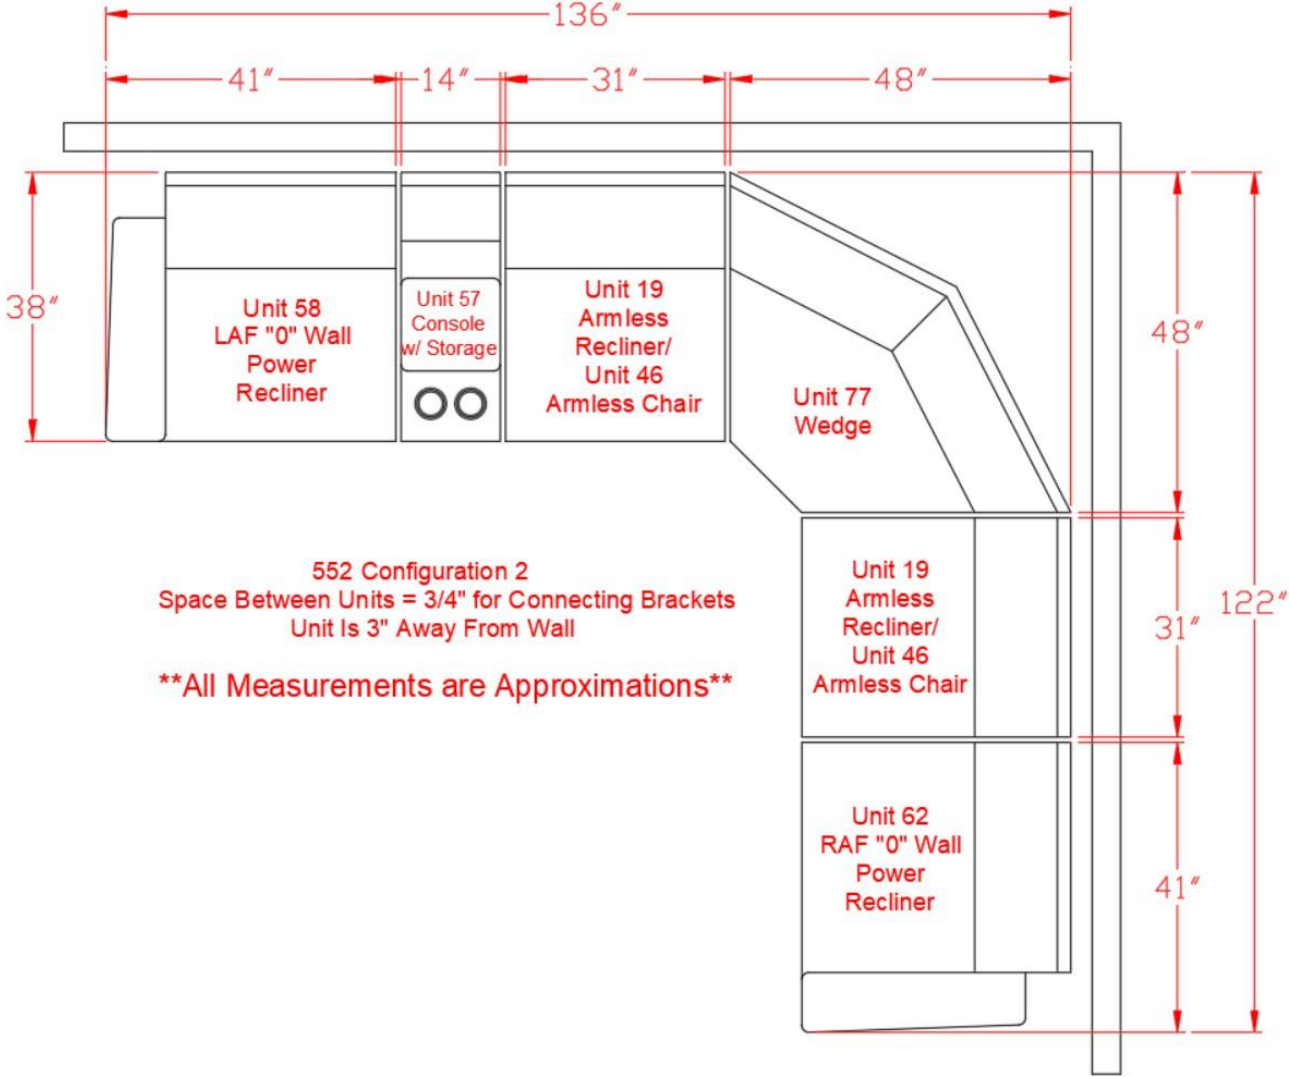 136"
41"
14"
31"
48"
38"
Unit 58
LAF "0" Wall
Power
Recliner
Unit 57
Console
w/ Storage
Unit 19
Armless
Recliner/
Unit 46
Armless Chair
Unit 77
Wedge
48"
552 Configuration 2
Space Between Units = 3/4" for Connecting Brackets
Unit Is 3" Away From Wall
**All Measurements are Approximations**
Unit 19
Armless
Recliner/
Unit 46
Armless Chair
31"
122"
Unit 62
RAF "0" Wall
Power
Recliner
41"